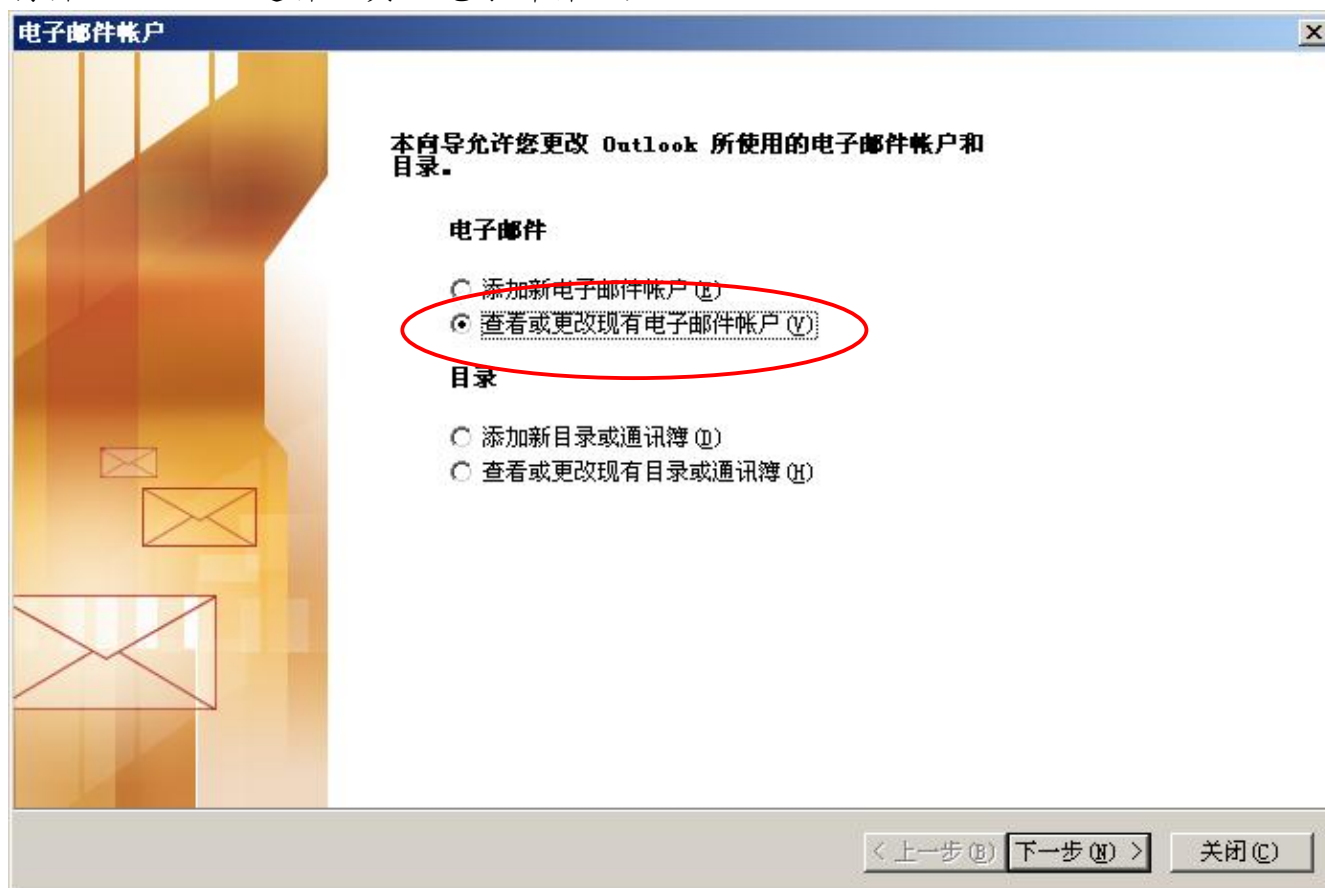 电子邮件帐户
本向导允许您更改 Outlook 所使用的电子邮件帐户和
目录。
电子邮件
添加新电子邮件帐户(E)
查看或更改现有电子邮件帐户(V)
目录
添加新目录或通讯簿(D)
查看或更改现有目录或通讯簿(H)
< 上一步(B) 下一步(N) > 关闭(C)